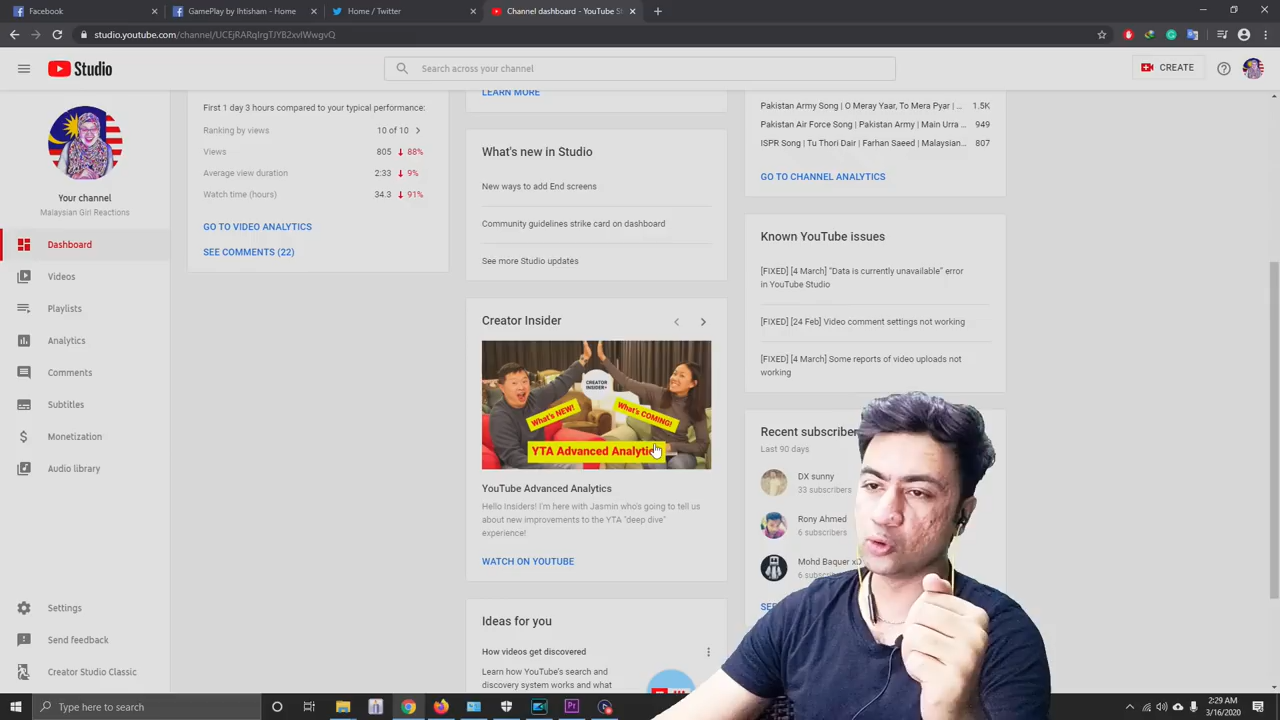 Facebook
GamePlay by Ihtisham - Home
Home / Twitter
Dashboard - YouTube Studio
studio.youtube.com/channel/UCEjRARqIrgTJYB2xvIWwgvQ
Studio
Search across your channel
CREATE
Your channel
Malaysian Girl Reactions
Dashboard
Videos
Playlists
Analytics
Comments
Subtitles
Monetization
Audio library
Settings
Send feedback
Creator Studio Classic
First 1 day 3 hours compared to your typical performance:
Ranking by views 10 of 10
Views 805 88%
Average view duration 2:33 9%
Watch time (hours) 34.3 91%
GO TO VIDEO ANALYTICS
SEE COMMENTS (22)
LEARN MORE
What's new in Studio
New ways to add End screens
Community guidelines strike card on dashboard
See more Studio updates
Creator Insider
CREATOR
INSIDER+
What's NEW!
What's COMING!
YTA Advanced Analytic
YouTube Advanced Analytics
Hello Insiders! I'm here with Jasmin who's going to tell us
about new improvements to the YTA "deep dive"
experience!
WATCH ON YOUTUBE
Ideas for you
How videos get discovered
Learn how YouTube's search and
discovery system works and what
Pakistan Army Song | O Meray Yaar, To Mera Pyar | ... 1.5K
Pakistan Air Force Song | Pakistan Army | Main Urra ... 949
ISPR Song | Tu Thori Dair | Farhan Saeed | Malaysian... 807
GO TO CHANNEL ANALYTICS
Known YouTube issues
[FIXED] [4 March] "Data is currently unavailable" error
in YouTube Studio
[FIXED] [24 Feb] Video comment settings not working
[FIXED] [4 March] Some reports of video uploads not
working
Recent subscriber
Last 90 days
DX sunny
33 subscribers
Rony Ahmed
6 subscribers
Mohd Baquer
6 subscribe
Type here to search
2:29 AM
3/16/2020